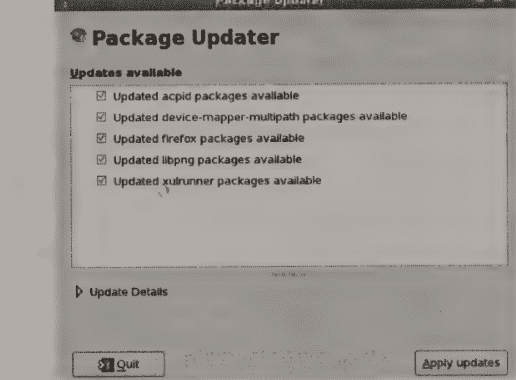 Package Updater
Package Updater
Updates available
Updated acpid packages available
Updated device-mapper-multipath packages available
Updated firefox packages available
Updated libpng packages available
Updated xulrunner packages available
Update Details
Quit
Apply updates